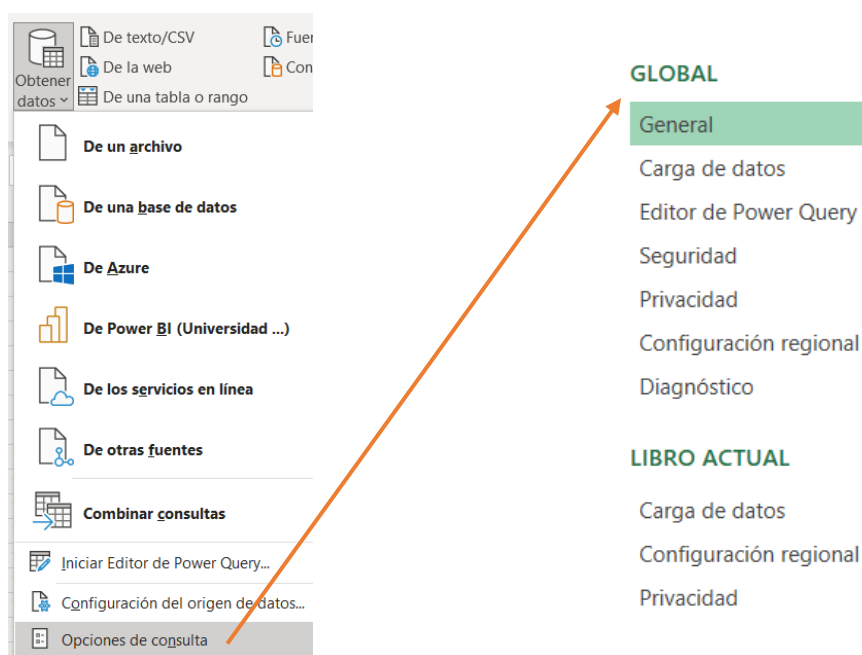 De texto/CSV
Fuen
De la web
Con
Obtener
datos
De una tabla o rango
De un archivo
De una base de datos
De Azure
De Power BI (Universidad ...)
De los servicios en línea
De otras fuentes
Combinar consultas
Iniciar Editor de Power Query...
Configuración del origen de datos...
Opciones de consulta
GLOBAL
General
Carga de datos
Editor de Power Query
Seguridad
Privacidad
Configuración regional
Diagnóstico
LIBRO ACTUAL
Carga de datos
Configuración regional
Privacidad